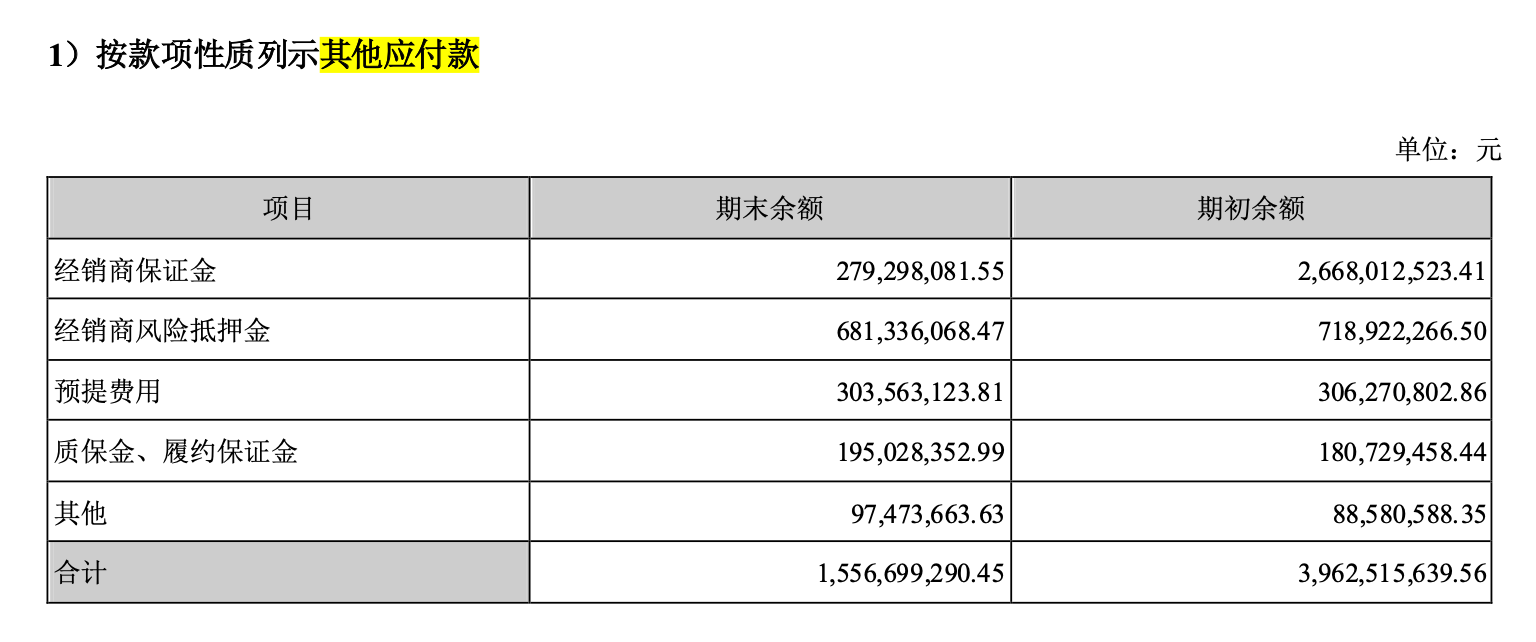 1）按款项性质列示其他应付款
单位：元
项目 期末余额 期初余额
经销商保证金 279,298,081.55 2,668,012,523.41
经销商风险抵押金 681,336,068.47 718,922,266.50
预提费用 303,563,123.81 306,270,802.86
质保金、履约保证金 195,028,352.99 180,729,458.44
其他 97,473,663.63 88,580,588.35
合计 1,556,699,290.45 3,962,515,639.56